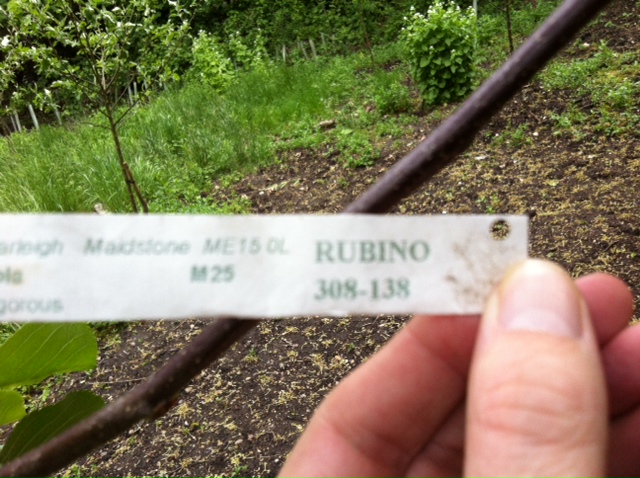 arleigh Maidstone ME15 0L
RUBINO
M25
308-138
gorous